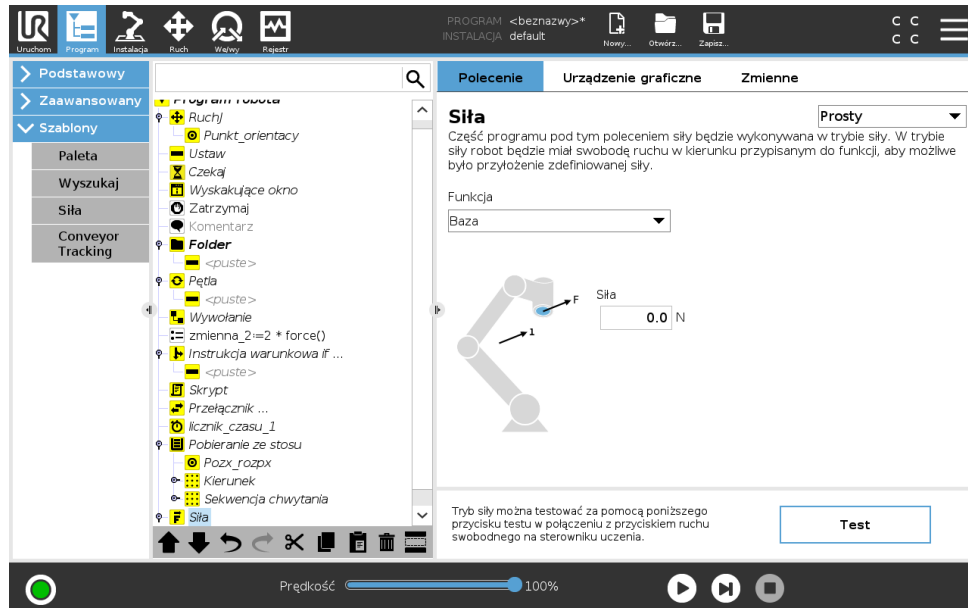 UR
Uruchom
Program
Instalacja
Ruch
We/wy
Rejestr
PROGRAM <beznazwy>*
INSTALACJA default
Nowy...
Otwórz...
Zapisz...
C C
C C
Podstawowy
Zaawansowany
Szablony
Paleta
Wyszukaj
Siła
Conveyor
Tracking
Program robota
RuchJ
Punkt_orientacy
Ustaw
Czekaj
Wyskakujące okno
Zatrzymaj
Komentarz
Folder
<puste>
Pętla
<puste>
Wywołanie
zmienna_2:=2 * force()
Instrukcja warunkowa if ...
<puste>
Skrypt
Przełącznik ...
licznik_czasu_1
Pobieranie ze stosu
Pozx_rozpx
Kierunek
Sekwencja chwytania
F Siła
Polecenie
Urządzenie graficzne
Zmienne
Siła
Prosty
Część programu pod tym poleceniem siły będzie wykonywana w trybie siły. W trybie
siły robot będzie miał swobodę ruchu w kierunku przypisanym do funkcji, aby możliwe
było przyłożenie zdefiniowanej siły.
Funkcja
Baza
F
1
Siła
0.0 N
Tryb siły można testować za pomocą poniższego
przycisku testu w połączeniu z przyciskiem ruchu
swobodnego na sterowniku uczenia.
Test
Prędkość
100%